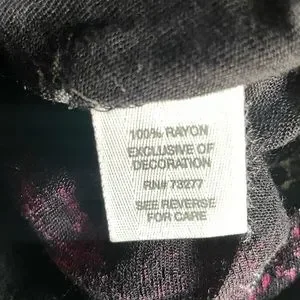 100% RAYON
EXCLUSIVE OF
DECORATION
RN# 73277
SEE REVERSE
FOR CARE